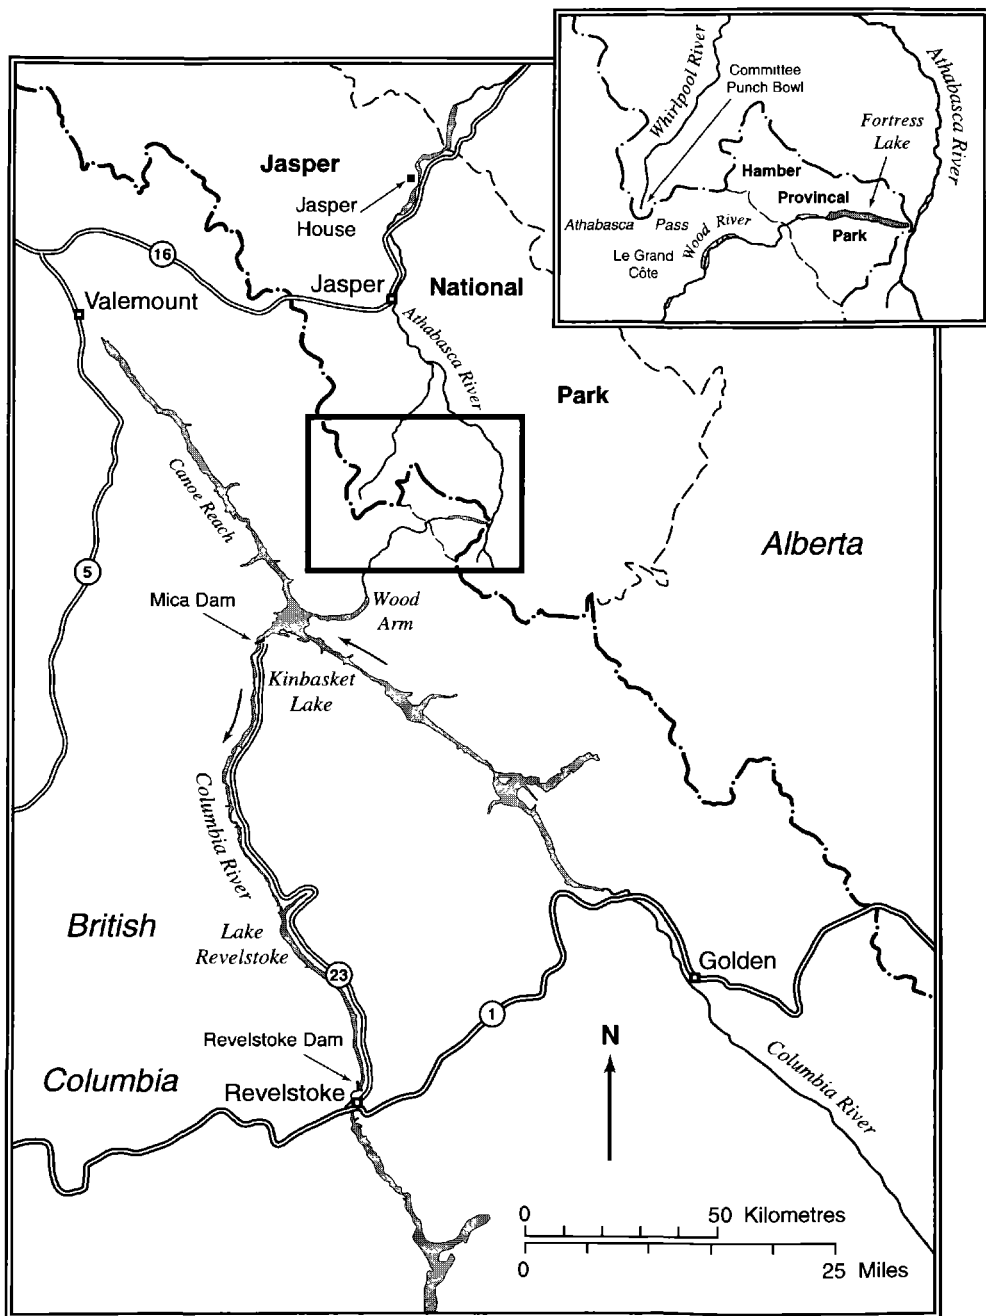 Whirlpool River
Committee
Punch Bowl
Athabasca River
Fortress
Lake
Hamber
Provincal
Park
Athabasca Pass
Wood River
Le Grand
Côte
Jasper
Jasper
House
16
Jasper
National
Valemount
Athabasca River
Park
Canoe Reach
Alberta
5
Mica Dam
Wood
Arm
Kinbasket
Lake
Columbia River
British
Lake
Revelstoke
23
Golden
1
N
Revelstoke Dam
Columbia
Revelstoke
Columbia River
0 50 Kilometres
0 25 Miles